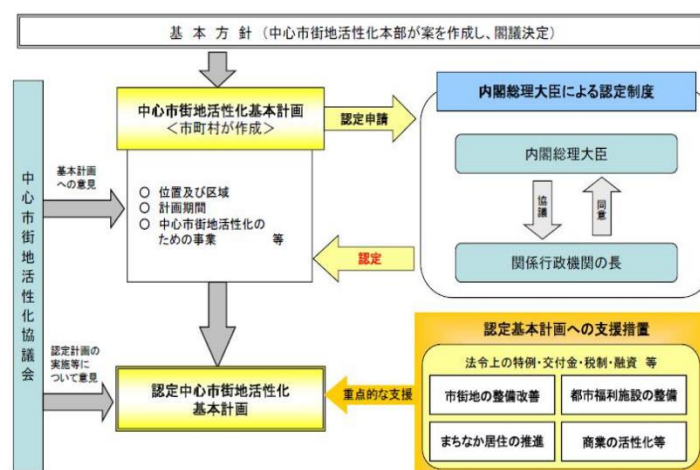 基本方針(中心市街地活性化本部が案を作成し、閣議決定)
中心市街地活性化基本計画
＜市町村が作成＞
認定申請
内閣総理大臣による認定制度
内閣総理大臣
協議
同意
関係行政機関の長
中心市街地活性化協議会
基本計画
への意見
○ 位置及び区域
○ 計画期間
○ 中心市街地活性化の
ための事業 等
認定
認定計画の
実施等に
ついて意見
認定中心市街地活性化
基本計画
重点的な支援
認定基本計画への支援措置
法令上の特例・交付金・税制・融資 等
市街地の整備改善
都市福利施設の整備
まちなか居住の推進
商業の活性化等